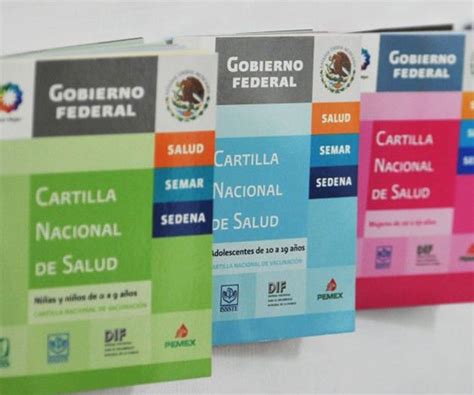 GOBIERNO
FEDERAL
SALUD
SEMAR
SEDENA
CARTILLA
NACIONAL
DE SALUD
Niñas y niños de 0 a 9 años
CARTILLA NACIONAL DE VACUNACIÓN
ISSSTE
DIF
PEMEX
GOBIERNO
FEDERAL
SALUD
SEMAR
SEDENA
CARTILLA
NACIONAL
DE SALUD
Adolescentes de 10 a 19 años
CARTILLA NACIONAL DE VACUNACIÓN
ISSSTE
DIF
PEMEX
GOBIERNO
FEDERAL
CARTILLA
NACIONAL
DE SALUD
DIF